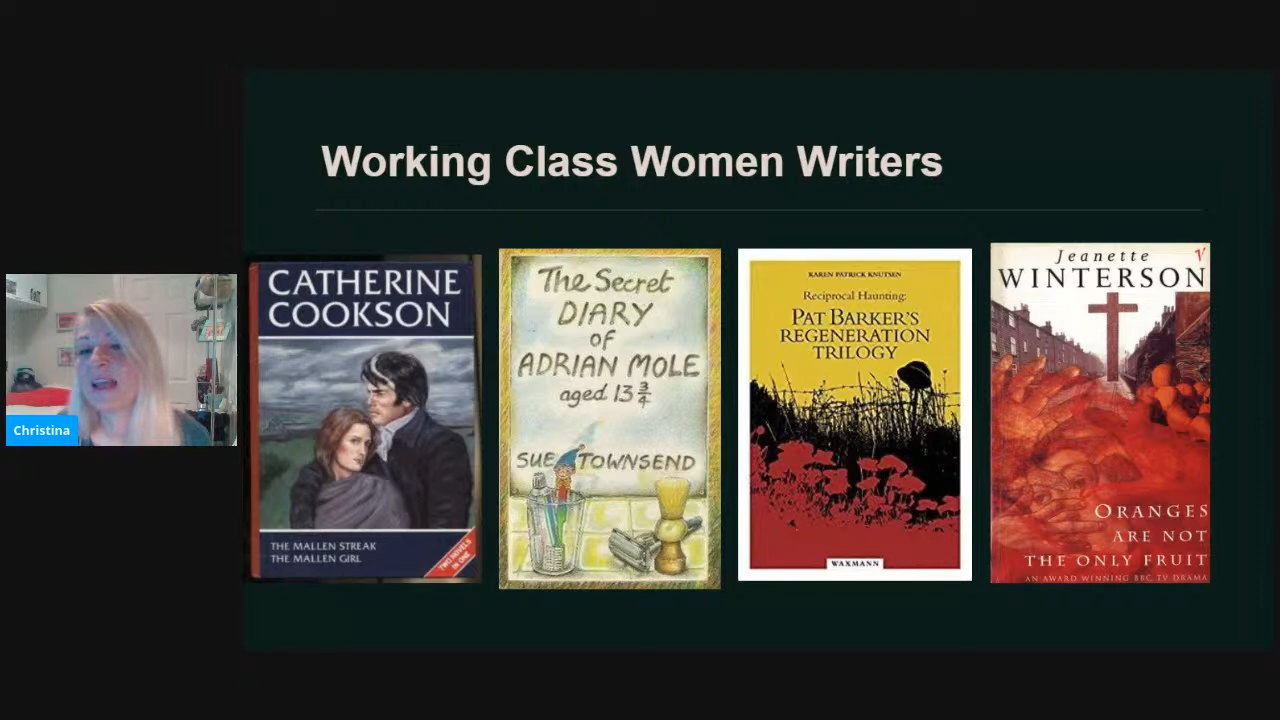 Working Class Women Writers
Christina
CATHERINE
COOKSON
THE MALLEN STREAK
THE MALLEN GIRL
TWO NOVELS
IN ONE
The Secret
DIARY
of
ADRIAN MOLE
aged 13 3/4
SUE TOWNSEND
KAREN PATRICK KNUTSEN
Reciprocal Haunting:
PAT BARKER'S
REGENERATION
TRILOGY
WAXMANN
Jeanette
WINTERSON
V
ORANGES
ARE NOT
THE ONLY FRUIT
AN AWARD WINNING BBC TV DRAMA